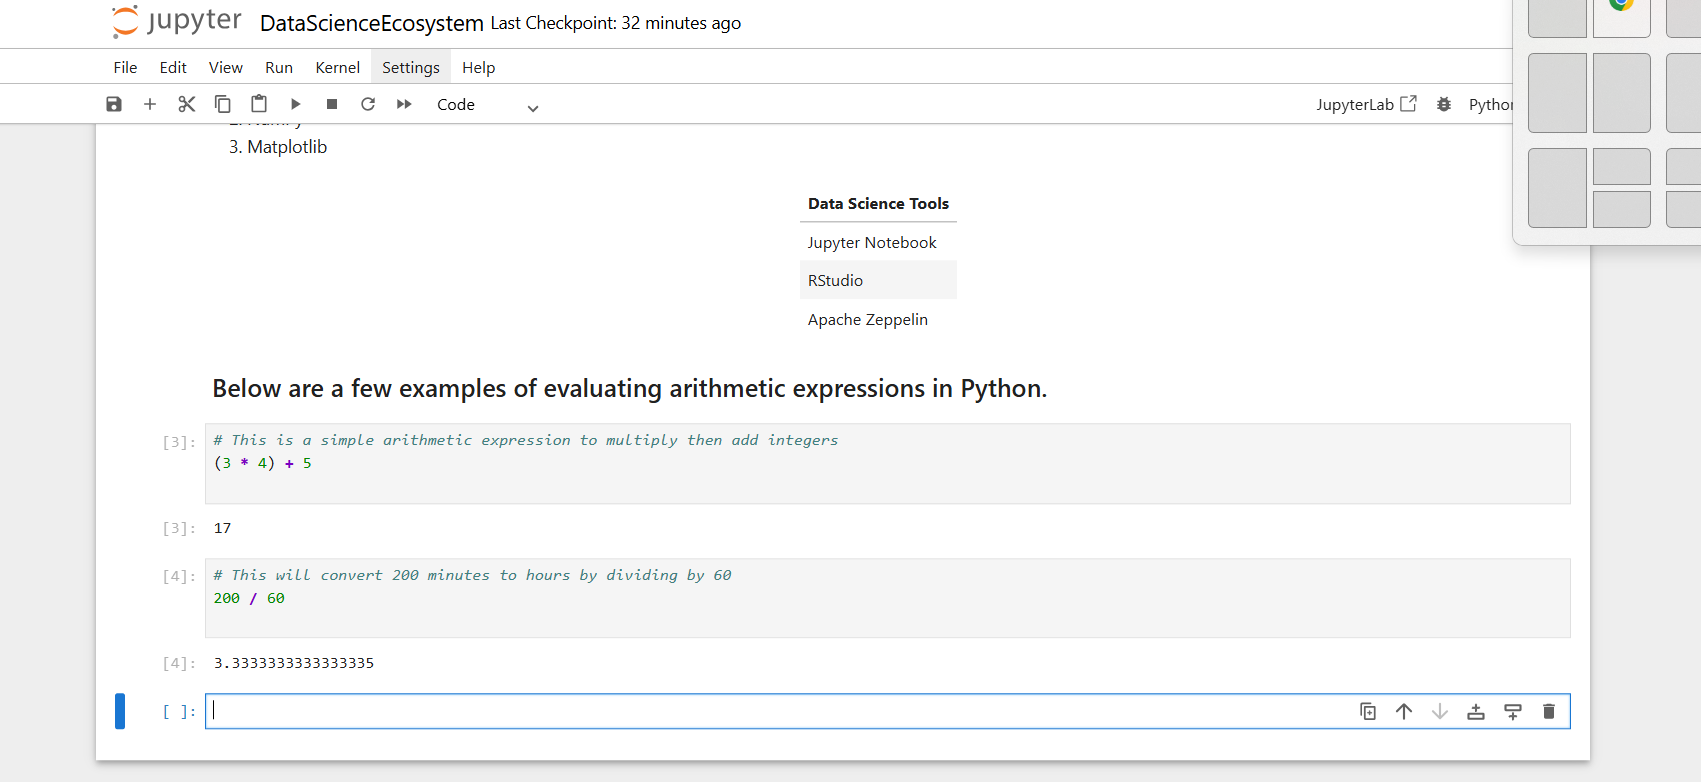 jupyter DataScienceEcosystem Last Checkpoint: 32 minutes ago
File Edit View Run Kernel Settings Help
Code JupyterLab
3. Matplotlib
Data Science Tools
Jupyter Notebook
RStudio
Apache Zeppelin
Below are a few examples of evaluating arithmetic expressions in Python.
[3]: # This is a simple arithmetic expression to multiply then add integers
(3 * 4) + 5
[3]: 17
[4]: # This will convert 200 minutes to hours by dividing by 60
200 / 60
[4]: 3.3333333333333335
[ ]: